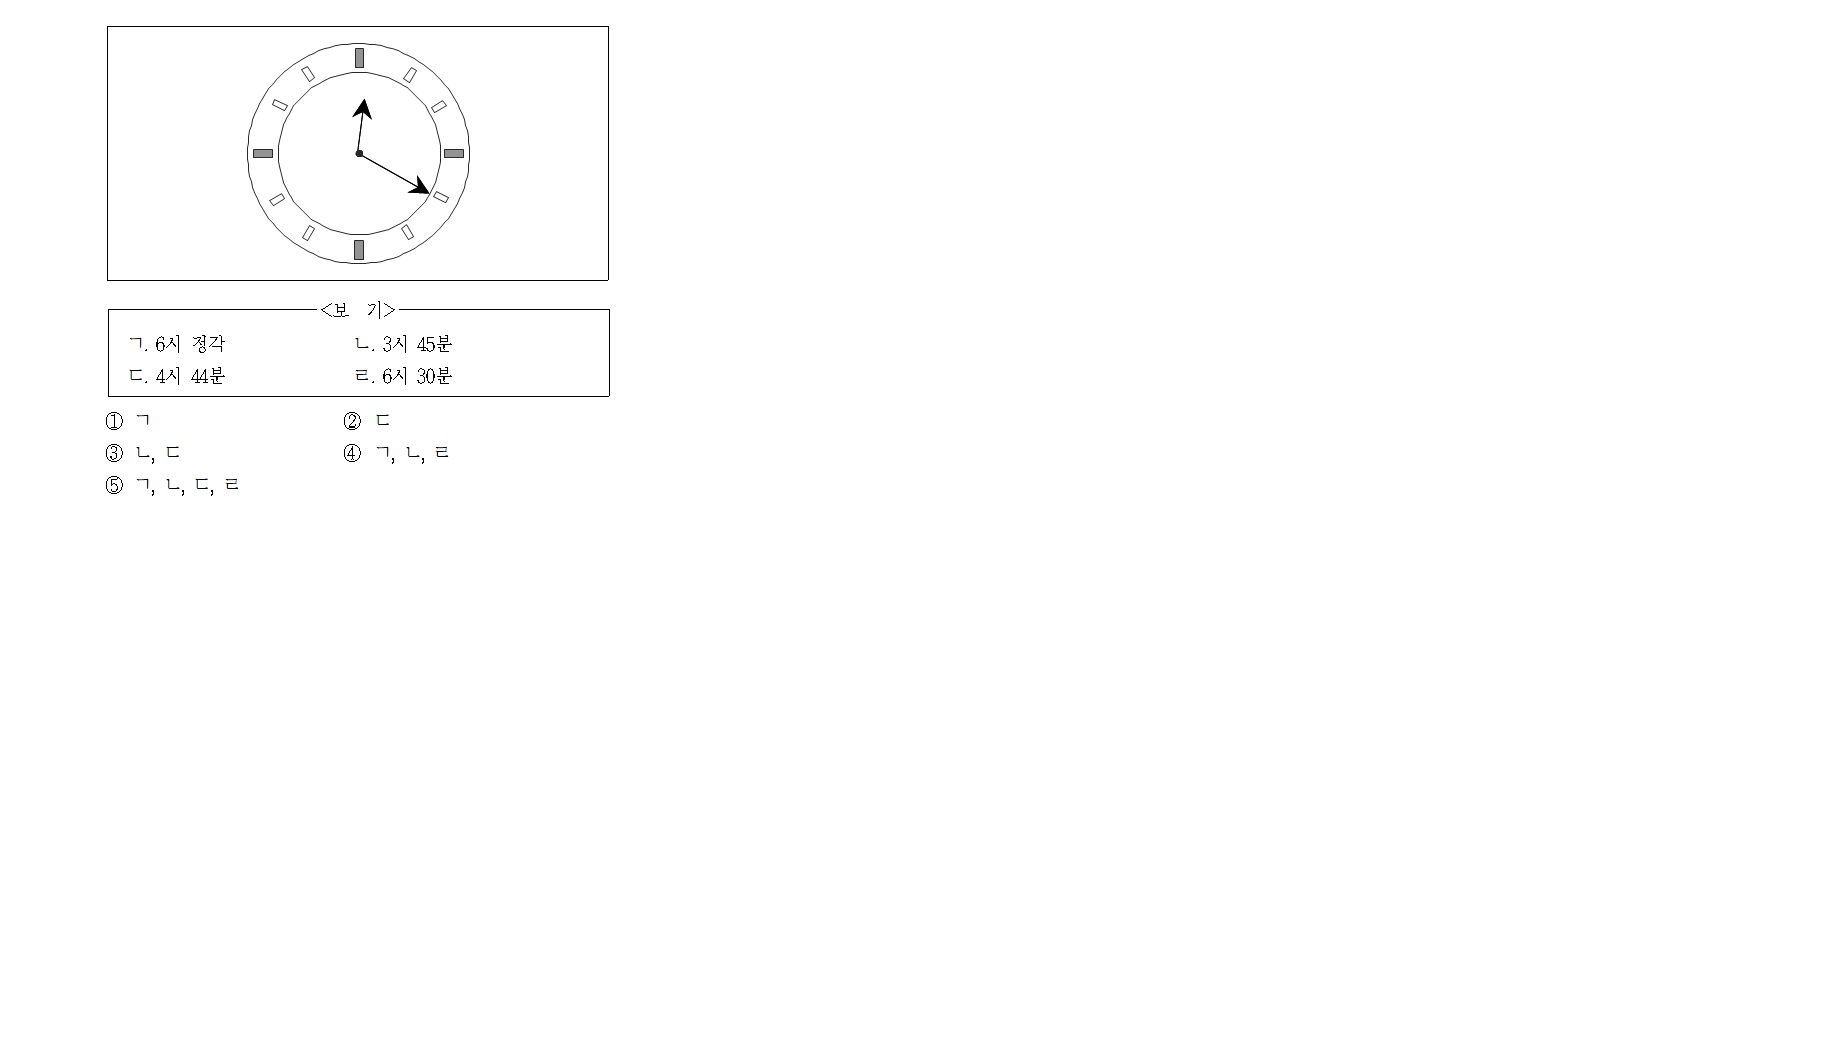 <보 기>
ㄱ. 6시 정각 ㄴ. 3시 45분
ㄷ. 4시 44분 ㄹ. 6시 30분
① ㄱ ② ㄷ
③ ㄴ, ㄷ ④ ㄱ, ㄴ, ㄹ
⑤ ㄱ, ㄴ, ㄷ, ㄹ